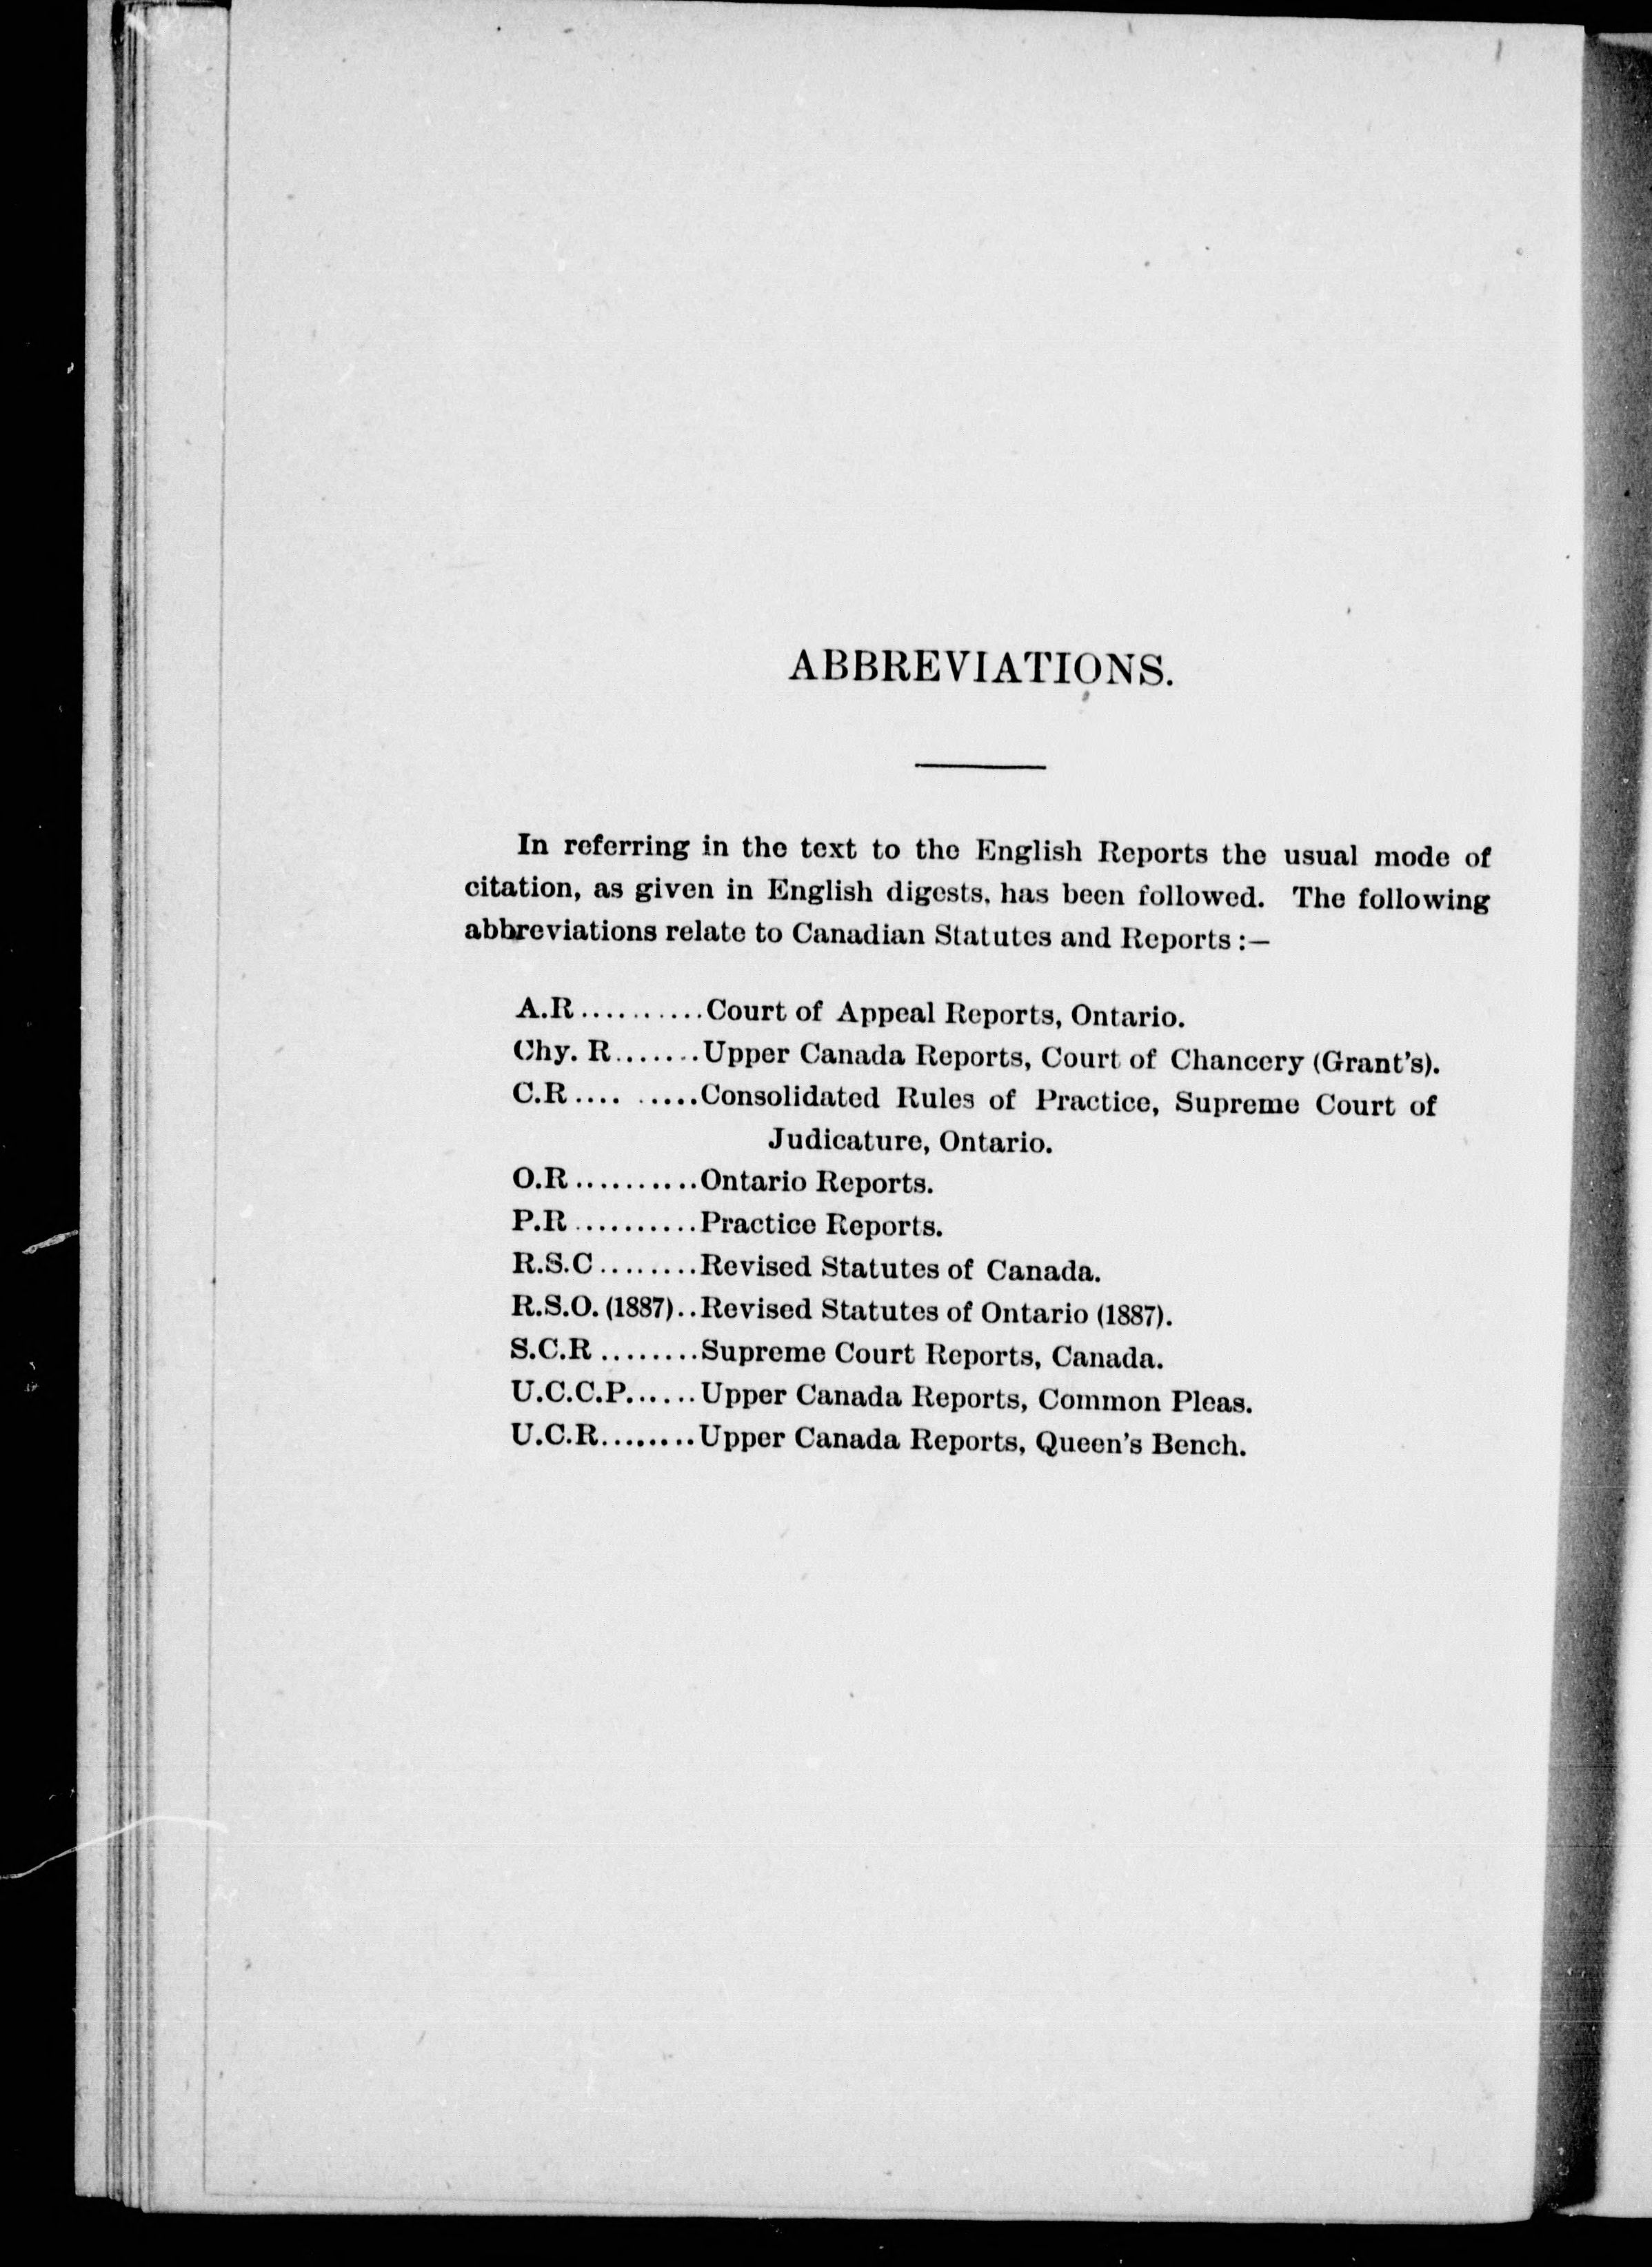 ABBREVIATIONS.
In referring in the text to the English Reports the usual mode of
citation, as given in English digests, has been followed. The following
abbreviations relate to Canadian Statutes and Reports :—
A.R..........Court of Appeal Reports, Ontario.
Chy. R.......Upper Canada Reports, Court of Chancery (Grant's).
C.R.... .....Consolidated Rules of Practice, Supreme Court of
Judicature, Ontario.
O.R..........Ontario Reports.
P.R..........Practice Reports.
R.S.C........Revised Statutes of Canada.
R.S.O. (1887)..Revised Statutes of Ontario (1887).
S.C.R ........Supreme Court Reports, Canada.
U.C.C.P......Upper Canada Reports, Common Pleas.
U.C.R........Upper Canada Reports, Queen's Bench.